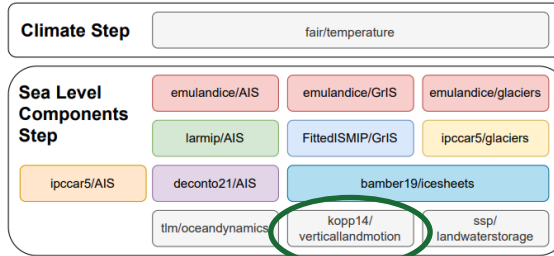 Climate Step
fair/temperature
Sea Level
Components
Step
emulandice/AIS
emulandice/GrIS
emulandice/glaciers
larmip/AIS
FittedISMIP/GrIS
ipccar5/glaciers
ipccar5/AIS
deconto21/AIS
bamber19/icesheets
tlm/oceandynamics
kopp14/
verticallandmotion
ssp/
landwaterstorage